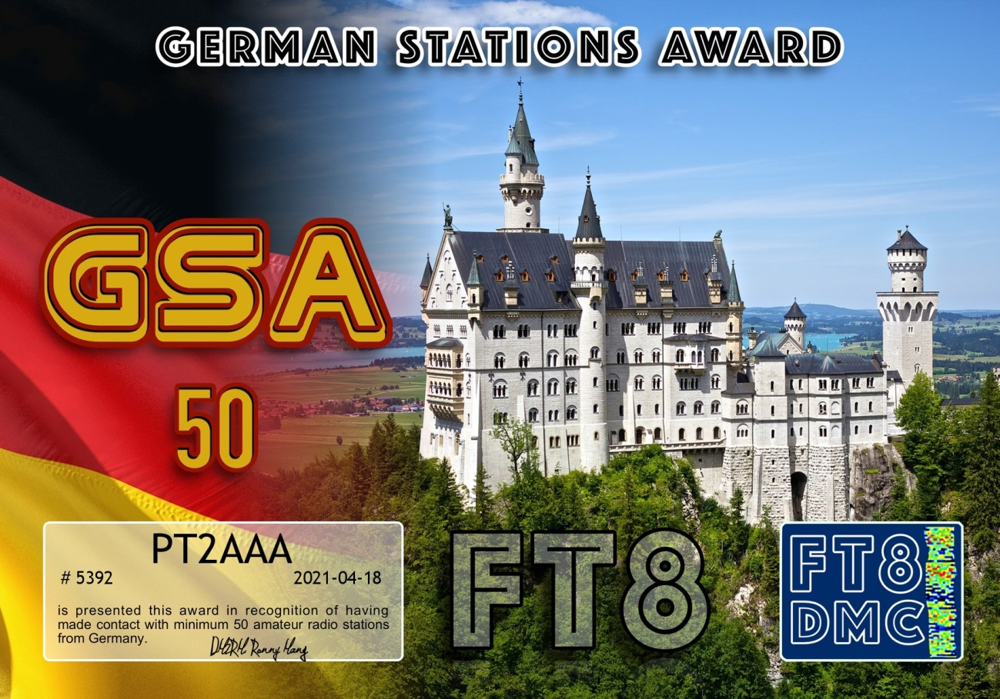 GERMAN STATIONS AWARD
GSA
50
PT2AAA
# 5392 2021-04-18
is presented this award in recognition of having
made contact with minimum 50 amateur radio stations
from Germany.
DM2RM Ronny Hang
FT8
FT8
DMC